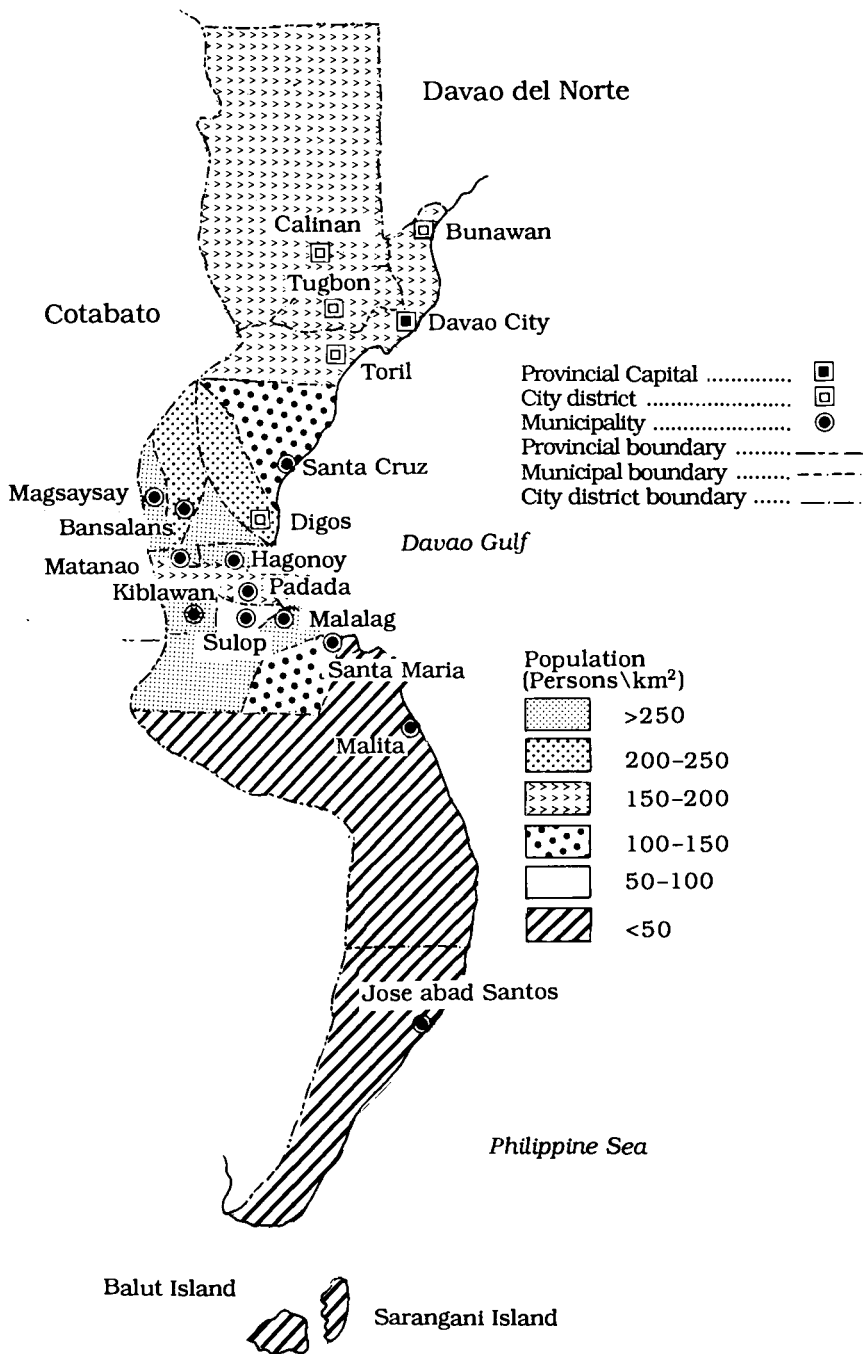 Davao del Norte
Calinan
Bunawan
Tugbon
Cotabato
Davao City
Toril
Provincial Capital ............
City district ......................
Municipality .....................
Provincial boundary ........
Municipal boundary ........
City district boundary ......
Santa Cruz
Magsaysay
Digos
Bansalans
Davao Gulf
Matanao
Hagonoy
Kiblawan
Padada
Malalag
Sulop
Santa Maria
Malita
Population
(Persons\km²)
>250
200-250
150-200
100-150
50-100
<50
Jose abad Santos
Philippine Sea
Balut Island
Sarangani Island